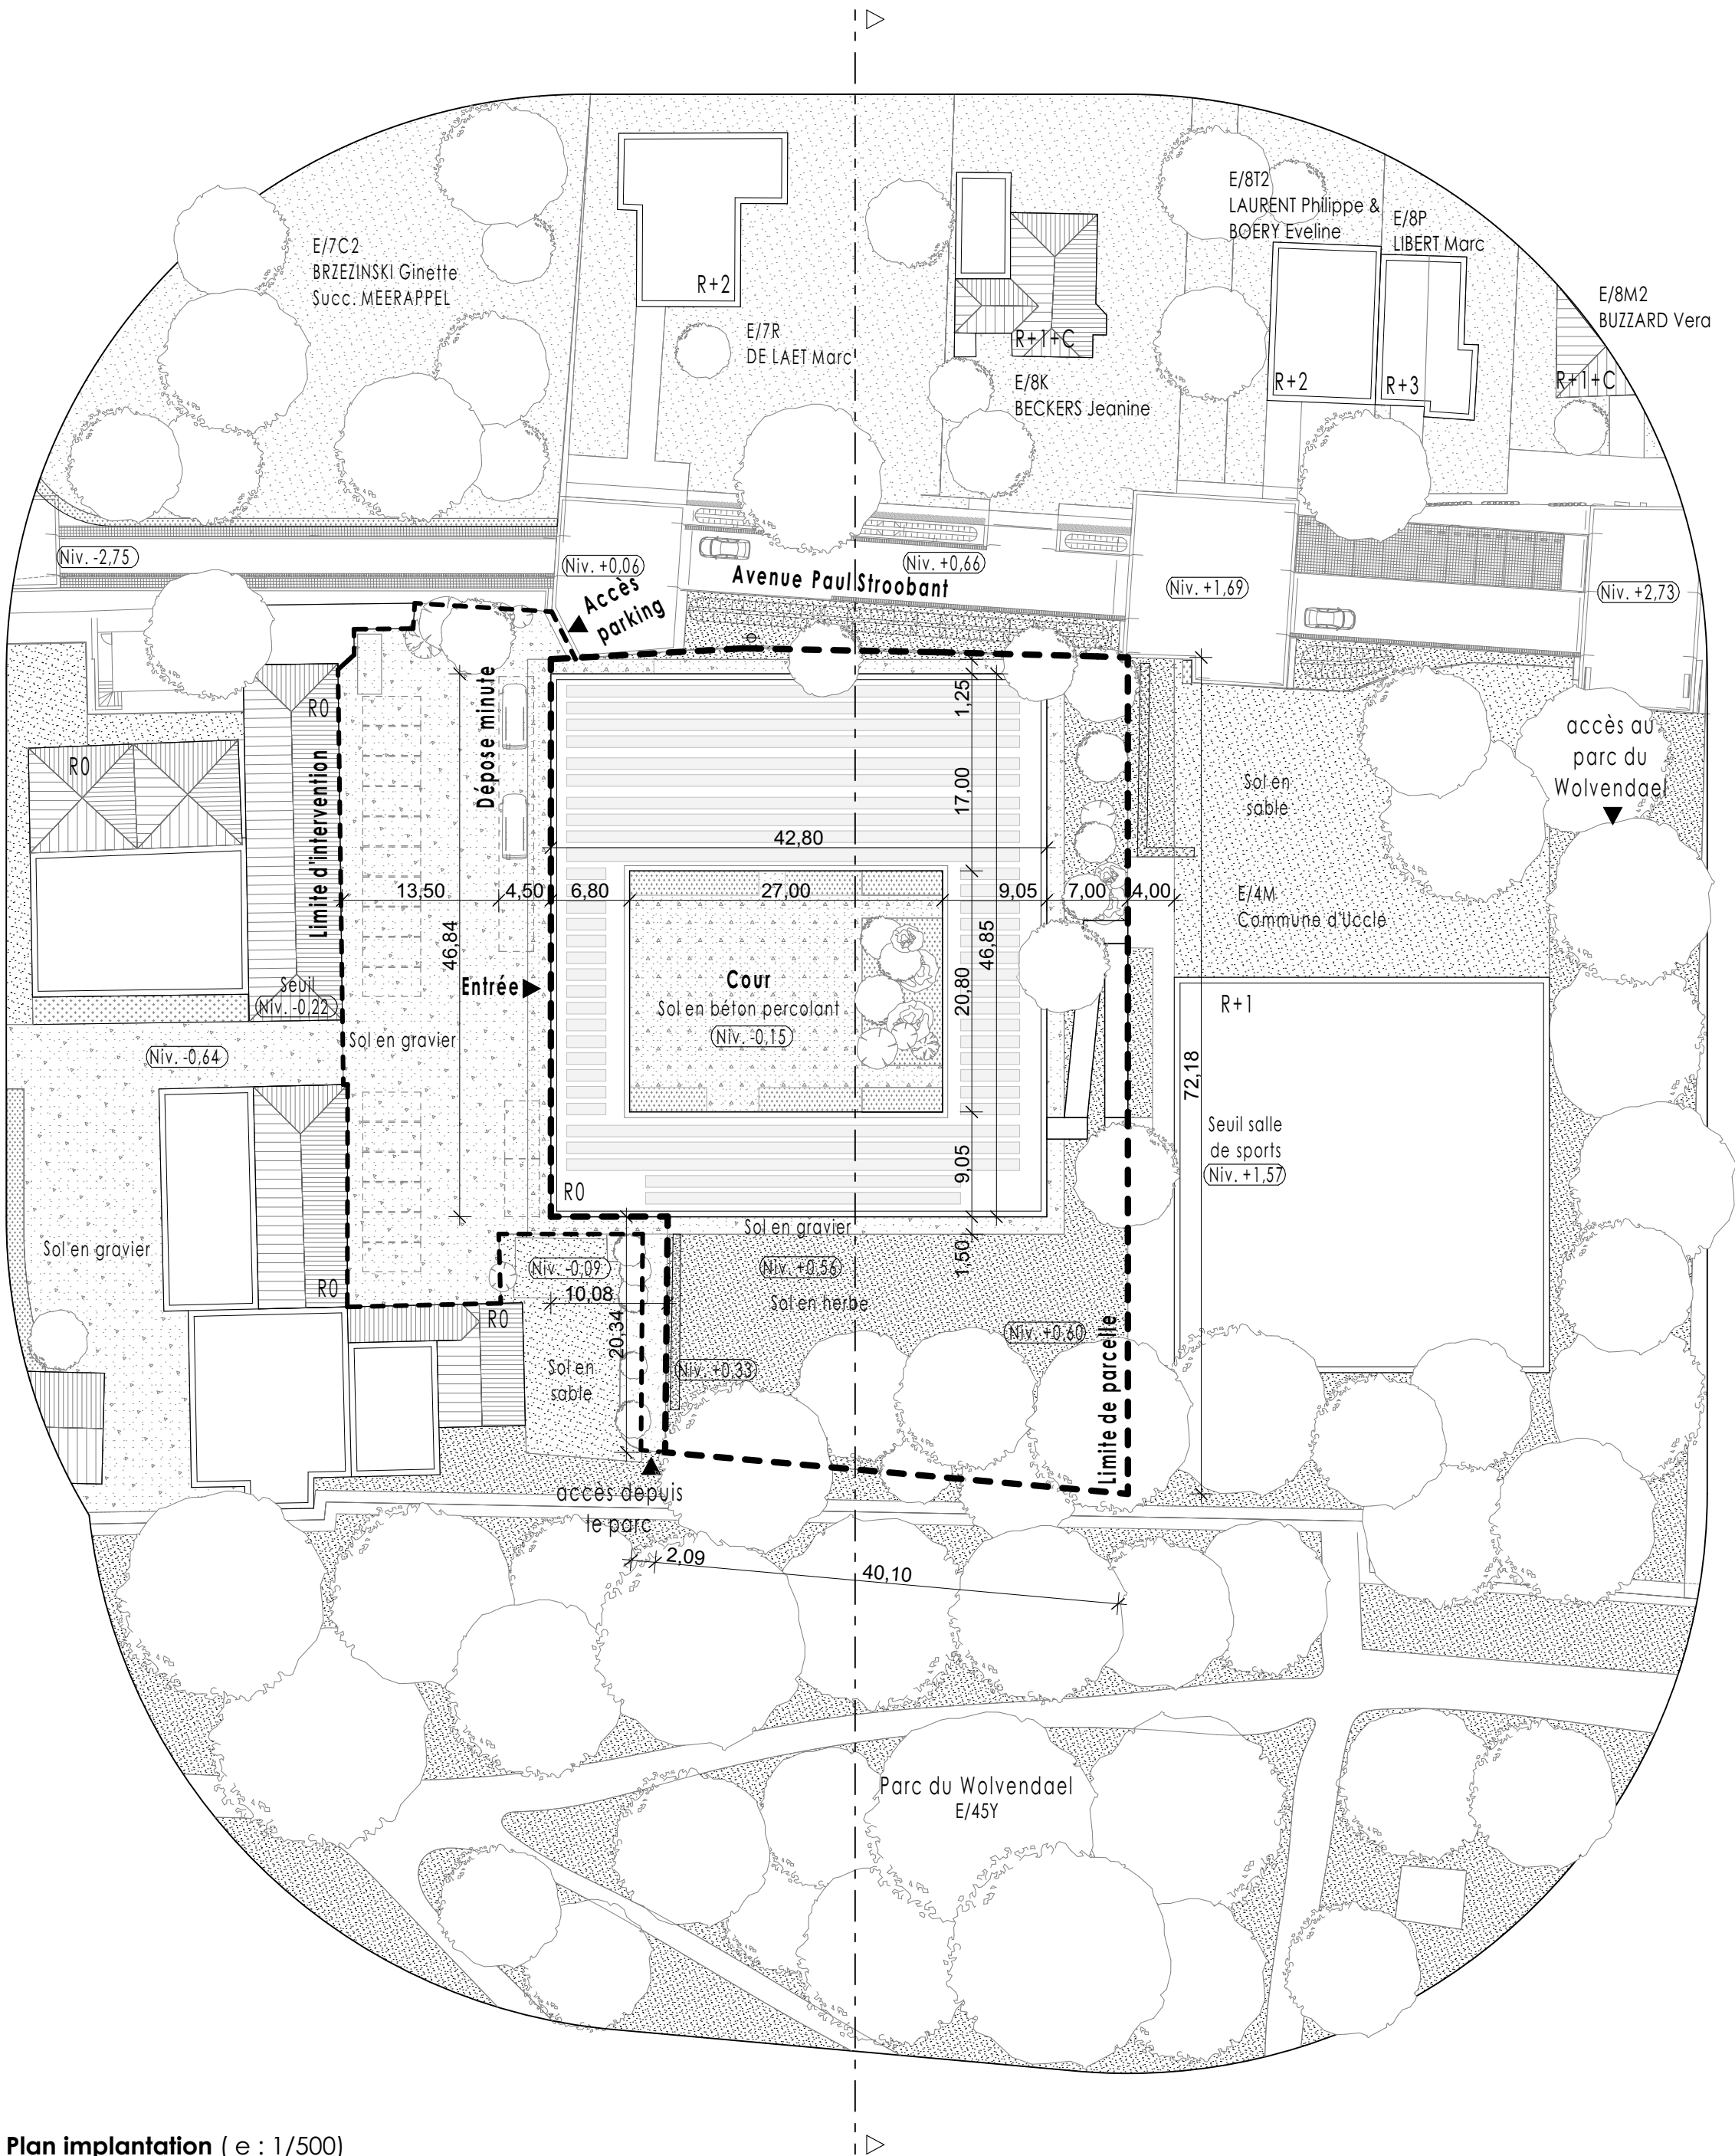 E/7C2
BRZEZINSKI Ginette
Succ. MEERAPPEL
R+2
E/7R
DE LAET Marc
R+1+C
E/8K
BECKERS Jeanine
E/8T2
LAURENT Philippe &
BOERY Eveline
E/8P
LIBERT Marc
R+2
R+3
E/8M2
BUZZARD Vera
R+1+C
Niv. -2,75
Niv. +0,06
Niv. +0,66
Niv. +1,69
Niv. +2,73
Avenue Paul Stroobant
Accès
parking
Dépose minute
Limite d'intervention
R0
R0
1,25
17,00
42,80
13,50
4,50
6,80
27,00
9,05
7,00
4,00
46,84
46,85
20,80
Entrée
Cour
Sol en béton percolant
Niv. -0,15
Seuil
Niv. -0,22
Niv. -0,64
Sol en gravier
Sol en
sable
E/4M
Commune d'Uccle
accès au
parc du
Wolvendael
R+1
72,18
Seuil salle
de sports
Niv. +1,57
9,05
R0
Sol en gravier
1,50
Sol en gravier
R0
Niv. -0,09
10,08
20,34
Niv. +0,56
Sol en herbe
Niv. +0,60
R0
Sol en
sable
Niv. +0,33
Limite de parcelle
accès depuis
le parc
2,09
40,10
Parc du Wolvendael
E/45Y
Plan implantation ( e : 1/500)